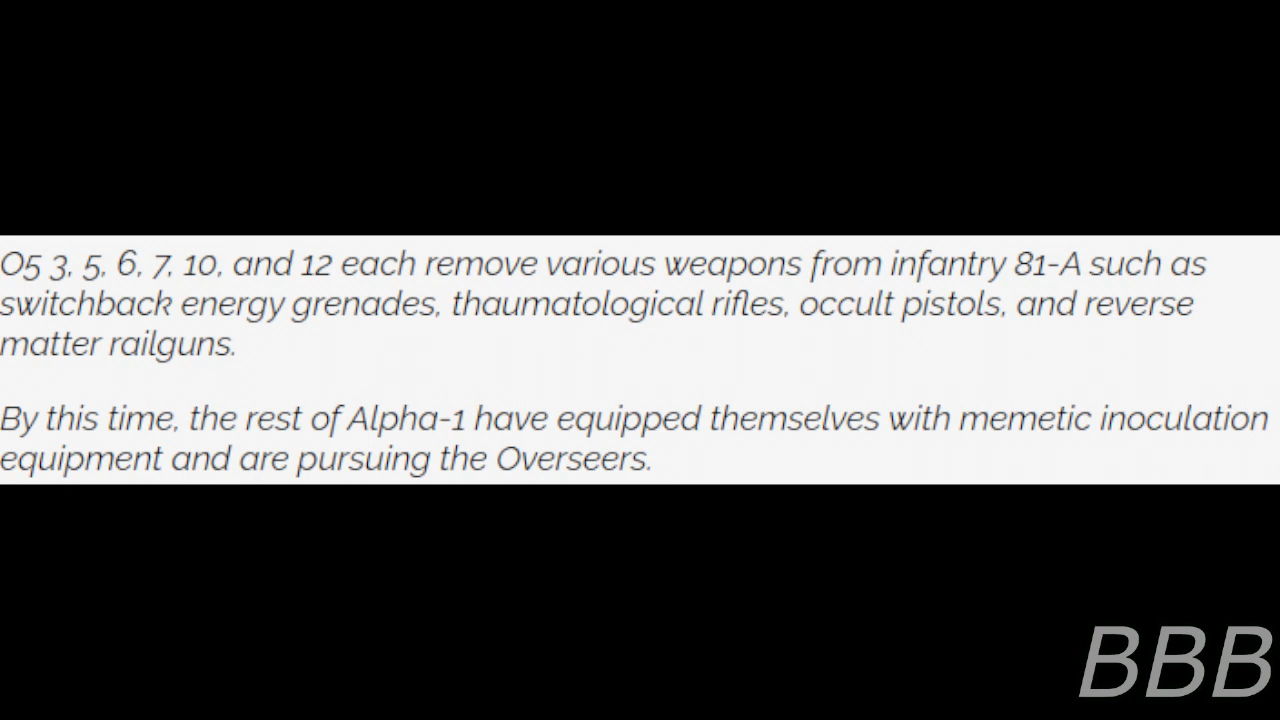 O5 3, 5, 6, 7, 10, and 12 each remove various weapons from infantry 81-A such as
switchback energy grenades, thaumatological rifles, occult pistols, and reverse
matter railguns.
By this time, the rest of Alpha-1 have equipped themselves with memetic inoculation
equipment and are pursuing the Overseers.
BBB